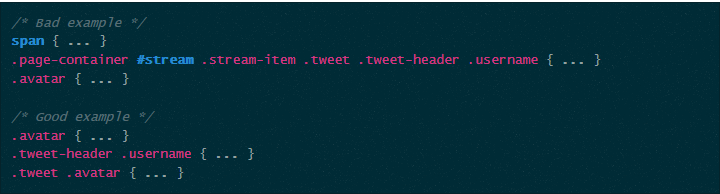 /* Bad example */
span { ... }
.page-container #stream .stream-item .tweet .tweet-header .username { ... }
.avatar { ... }
/* Good example */
.avatar { ... }
.tweet-header .username { ... }
.tweet .avatar { ... }